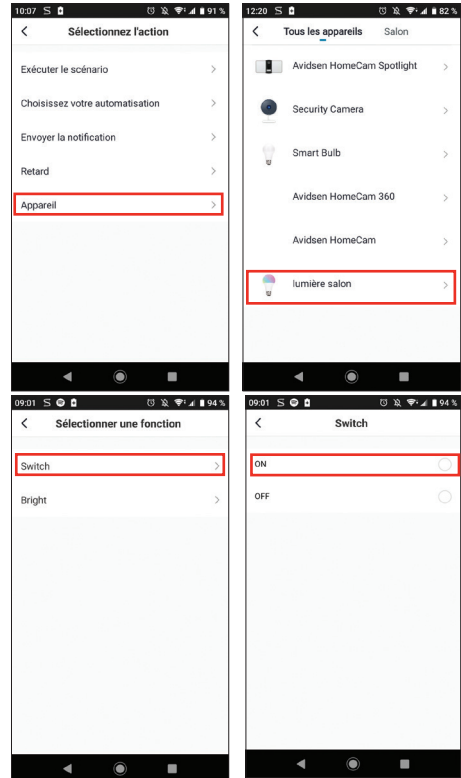 10:07 S 91 %
Sélectionnez l'action
Exécuter le scénario
Choisissez votre automatisation
Envoyer la notification
Retard
Appareil
12:20 S 82 %
Tous les appareils Salon
Avidsen HomeCam Spotlight
Security Camera
Smart Bulb
Avidsen HomeCam 360
Avidsen HomeCam
lumière salon
09:01 S 94 %
Sélectionner une fonction
Switch
Bright
09:01 S 94 %
Switch
ON
OFF